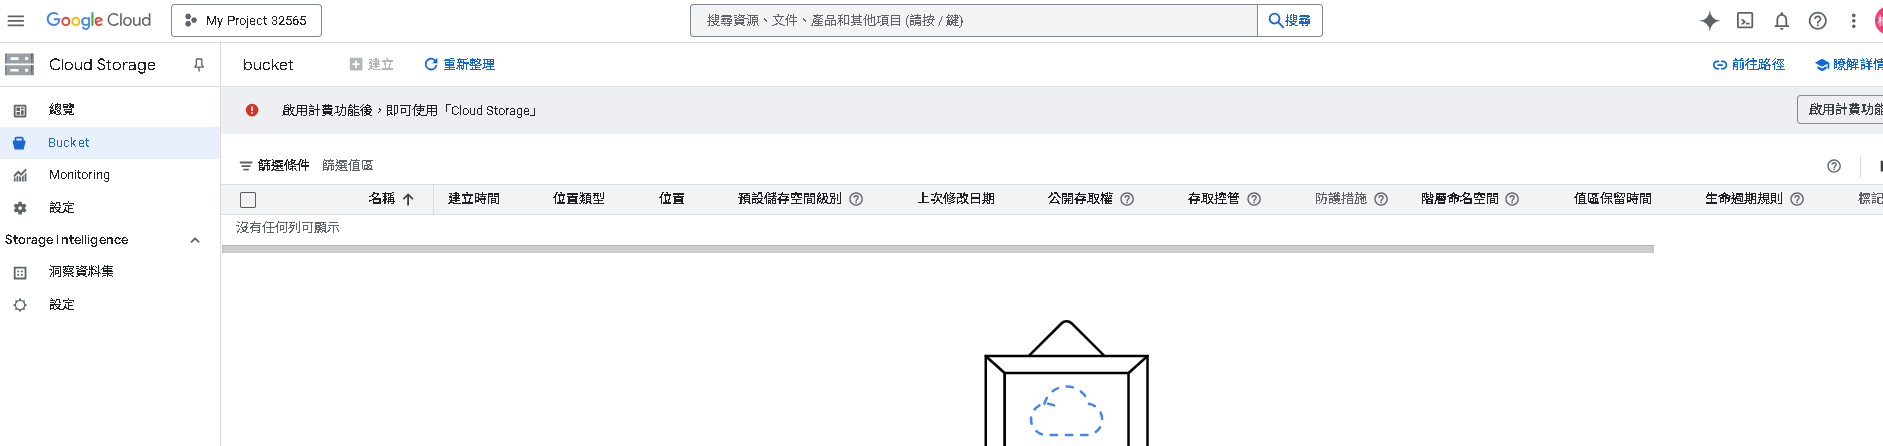 Google Cloud
My Project 32565
搜尋資源、文件、產品和其他項目 (請按 / 鍵)
搜尋
Cloud Storage
bucket
建立
重新整理
前往路徑
瞭解詳情
總覽
Bucket
Monitoring
設定
Storage Intelligence
洞察資料集
設定
啟用計費功能後，即可使用「Cloud Storage」
啟用計費功能
篩選條件 篩選值區
名稱 建立時間 位置類型 位置 預設儲存空間級別 上次修改日期 公開存取權 存取控管 防護措施 階層命名空間 值區保留時間 生命週期規則 標記
沒有任何列可顯示